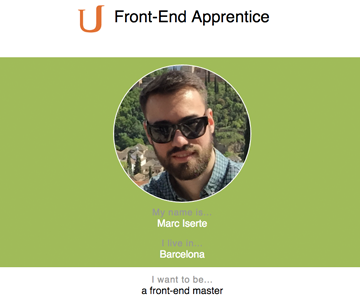 U Front-End Apprentice
My name is...
Marc Iserte
I live in...
Barcelona
I want to be...
a front-end master